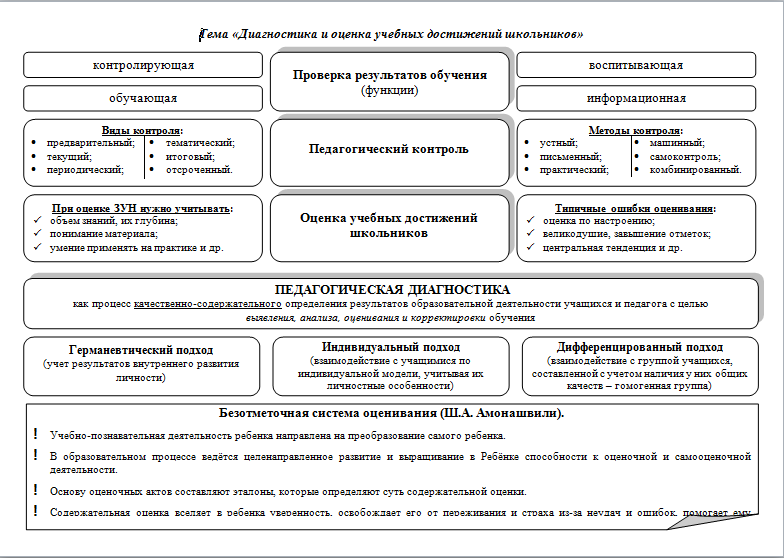 Тема «Диагностика и оценка учебных достижений школьников»
контролирующая
обучающая
Проверка результатов обучения
(функции)
воспитывающая
информационная
Виды контроля:
• предварительный;
• текущий;
• периодический;
• тематический;
• итоговый;
• отсроченный.
Педагогический контроль
Методы контроля:
• устный;
• письменный;
• практический;
• машинный;
• самоконтроль;
• комбинированный.
При оценке ЗУН нужно учитывать:
✓ объем знаний, их глубина;
✓ понимание материала;
✓ умение применять на практике и др.
Оценка учебных достижений
школьников
Типичные ошибки оценивания:
✓ оценка по настроению;
✓ великодушие, завышение отметок;
✓ центральная тенденция и др.
ПЕДАГОГИЧЕСКАЯ ДИАГНОСТИКА
как процесс качественно-содержательного определения результатов образовательной деятельности учащихся и педагога с целью
выявления, анализа, оценивания и корректировки обучения
Германевтический подход
(учет результатов внутреннего развития
личности)
Индивидуальный подход
(взаимодействие с учащимися по
индивидуальной модели, учитывая их
личностные особенности)
Дифференцированный подход
(взаимодействие с группой учащихся,
составленной с учетом наличия у них общих
качеств – гомогенная группа)
Безотметочная система оценивания (Ш.А. Амонашвили).
! Учебно-познавательная деятельность ребенка направлена на преобразование самого ребенка.
! В образовательном процессе ведётся целенаправленное развитие и выращивание в Ребёнке способности к оценочной и самооценочной
деятельности.
! Основу оценочных актов составляют эталоны, которые определяют суть содержательной оценки.
! Содержательная оценка вселяет в ребенка уверенность, освобождает его от переживания и страха из-за неудач и ошибок, помогает ему